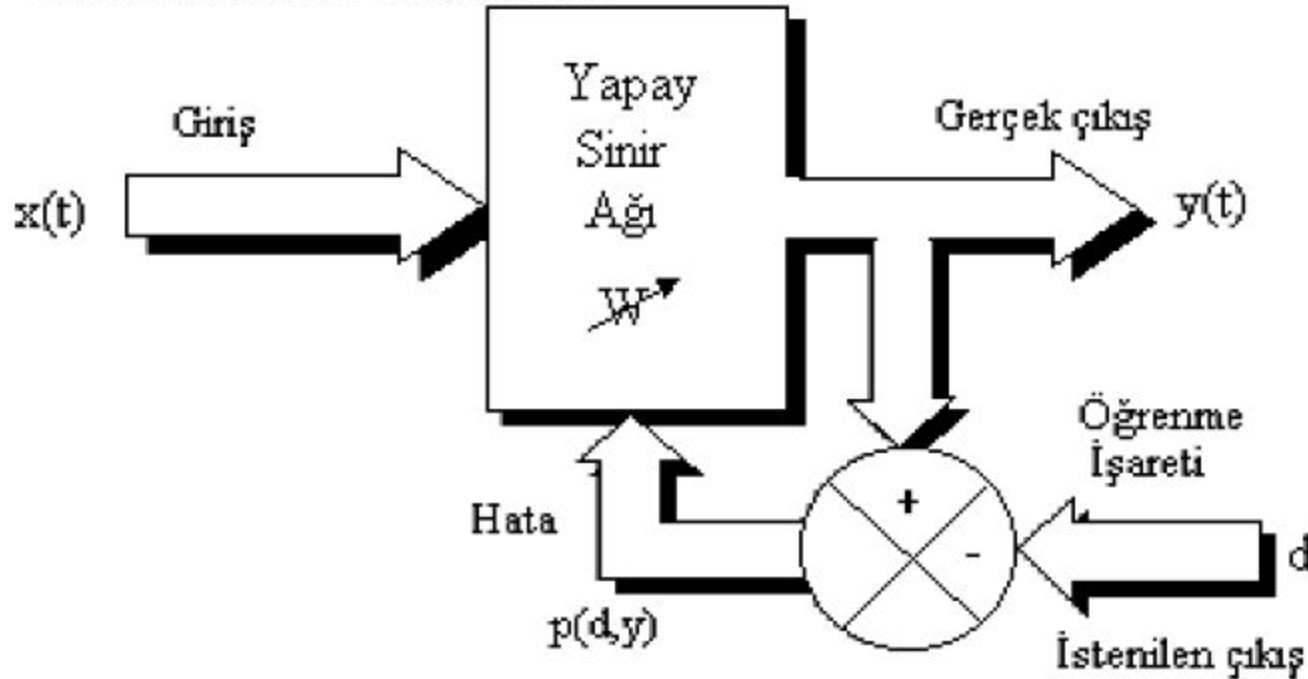 Giriş
x(t)
Yapay
Sinir
Ağı
W
Gerçek çıkış
y(t)
Öğrenme
İşareti
+
-
d
Hata
p(d,y)
İstenilen çıkış